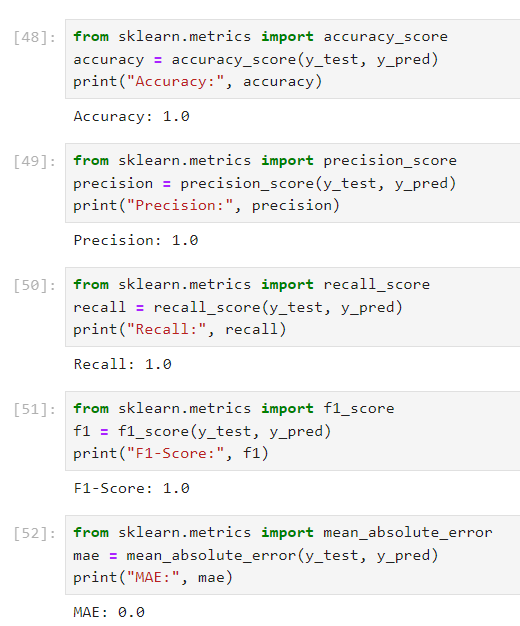 [48]: from sklearn.metrics import accuracy_score
accuracy = accuracy_score(y_test, y_pred)
print("Accuracy:", accuracy)
Accuracy: 1.0
[49]: from sklearn.metrics import precision_score
precision = precision_score(y_test, y_pred)
print("Precision:", precision)
Precision: 1.0
[50]: from sklearn.metrics import recall_score
recall = recall_score(y_test, y_pred)
print("Recall:", recall)
Recall: 1.0
[51]: from sklearn.metrics import f1_score
f1 = f1_score(y_test, y_pred)
print("F1-Score:", f1)
F1-Score: 1.0
[52]: from sklearn.metrics import mean_absolute_error
mae = mean_absolute_error(y_test, y_pred)
print("MAE:", mae)
MAE: 0.0